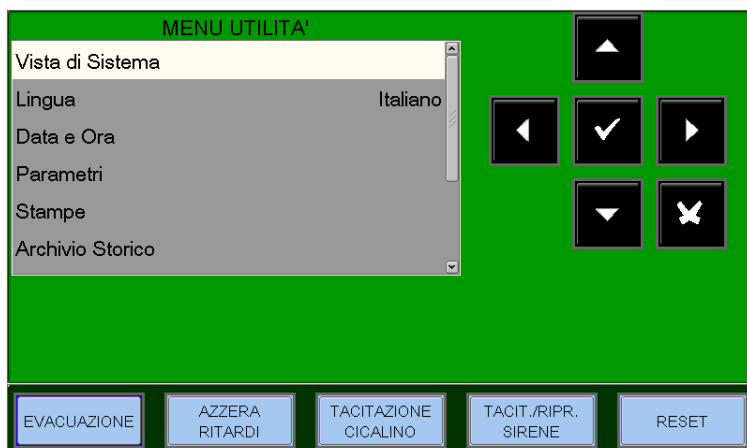 MENU UTILITA'
Vista di Sistema
Lingua Italiano
Data e Ora
Parametri
Stampe
Archivio Storico
EVACUAZIONE
AZZERA
RITARDI
TACITAZIONE
CICALINO
TACIT./RIPR.
SIRENE
RESET